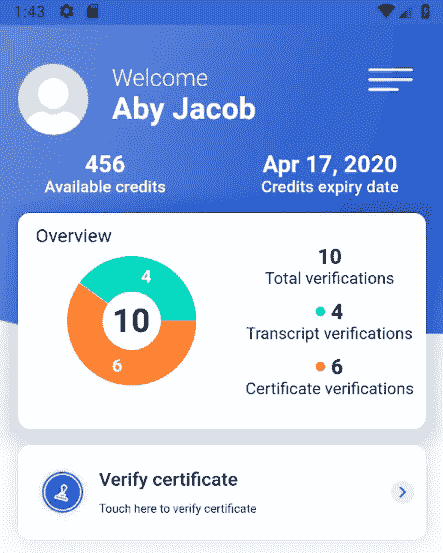 1:43
Welcome
Aby Jacob
456
Available credits
Apr 17, 2020
Credits expiry date
Overview
4
10
6
10
Total verifications
4
Transcript verifications
6
Certificate verifications
Verify certificate
Touch here to verify certificate